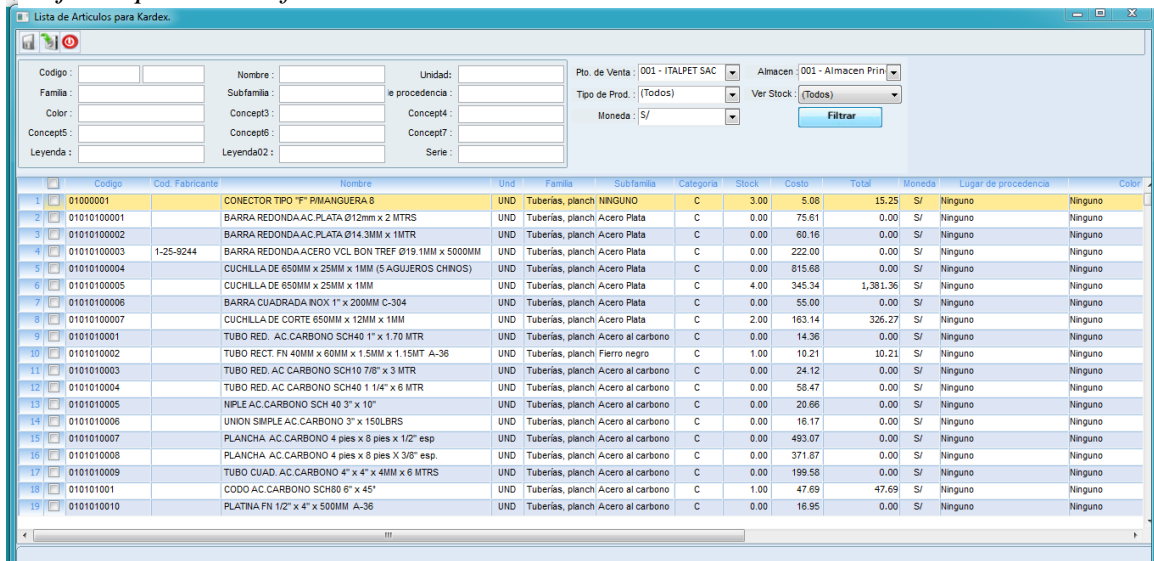 Lista de Articulos para Kardex.
Codigo : Nombre : Unidad: Pto. de Venta : 001 - ITALPET SAC Almacen : 001 - Almacen Prin
Familia : Subfamilia : le procedencia : Tipo de Prod. : (Todos) Ver Stock : (Todos)
Color : Concept3 : Concept4 : Moneda : S/ Filtrar
Concept5 : Concept6 : Concept7 :
Leyenda : Leyenda02 : Serie :
Codigo Cod. Fabricante Nombre Und Familia Subfamilia Categoria Stock Costo Total Moneda Lugar de procedencia Color
1 01000001 CONECTOR TIPO "F" P/MANGUERA 8 UND Tuberías, planch NINGUNO C 3.00 5.08 15.25 S/ Ninguno Ninguno
2 01010100001 BARRA REDONDA AC.PLATA Ø12mm x 2 MTRS UND Tuberías, planch Acero Plata C 0.00 75.61 0.00 S/ Ninguno Ninguno
3 01010100002 BARRA REDONDA AC.PLATA Ø14.3MM x 1MTR UND Tuberías, planch Acero Plata C 0.00 60.16 0.00 S/ Ninguno Ninguno
4 01010100003 1-25-9244 BARRA REDONDA ACERO VCL BON TREF Ø19.1MM x 5000MM UND Tuberías, planch Acero Plata C 0.00 222.00 0.00 S/ Ninguno Ninguno
5 01010100004 CUCHILLA DE 650MM x 25MM x 1MM (5 AGUJEROS CHINOS) UND Tuberías, planch Acero Plata C 0.00 815.68 0.00 S/ Ninguno Ninguno
6 01010100005 CUCHILLA DE 650MM x 25MM x 1MM UND Tuberías, planch Acero Plata C 4.00 345.34 1,381.36 S/ Ninguno Ninguno
7 01010100006 BARRA CUADRADA INOX 1" x 200MM C-304 UND Tuberías, planch Acero Plata C 0.00 55.00 0.00 S/ Ninguno Ninguno
8 01010100007 CUCHILLA DE CORTE 650MM x 12MM x 1MM UND Tuberías, planch Acero Plata C 2.00 163.14 326.27 S/ Ninguno Ninguno
9 0101010001 TUBO RED. AC.CARBONO SCH40 1" x 1.70 MTR UND Tuberías, planch Acero al carbono C 0.00 14.36 0.00 S/ Ninguno Ninguno
10 0101010002 TUBO RECT. FN 40MM x 60MM x 1.5MM x 1.15MT A-36 UND Tuberías, planch Fierro negro C 1.00 10.21 10.21 S/ Ninguno Ninguno
11 0101010003 TUBO RED. AC CARBONO SCH10 7/8" x 3 MTR UND Tuberías, planch Acero al carbono C 0.00 24.12 0.00 S/ Ninguno Ninguno
12 0101010004 TUBO RED. AC CARBONO SCH40 1 1/4" x 6 MTR UND Tuberías, planch Acero al carbono C 0.00 58.47 0.00 S/ Ninguno Ninguno
13 0101010005 NIPLE AC.CARBONO SCH 40 3" x 10" UND Tuberías, planch Acero al carbono C 0.00 20.66 0.00 S/ Ninguno Ninguno
14 0101010006 UNION SIMPLE AC.CARBONO 3" x 150LBRS UND Tuberías, planch Acero al carbono C 0.00 16.17 0.00 S/ Ninguno Ninguno
15 0101010007 PLANCHA AC.CARBONO 4 pies x 8 pies x 1/2" esp UND Tuberías, planch Acero al carbono C 0.00 493.07 0.00 S/ Ninguno Ninguno
16 0101010008 PLANCHA AC.CARBONO 4 pies x 8 pies X 3/8" esp. UND Tuberías, planch Acero al carbono C 0.00 371.87 0.00 S/ Ninguno Ninguno
17 0101010009 TUBO CUAD. AC.CARBONO 4" x 4" x 4MM x 6 MTRS UND Tuberías, planch Acero al carbono C 0.00 199.58 0.00 S/ Ninguno Ninguno
18 010101001 CODO AC.CARBONO SCH80 6" x 45° UND Tuberías, planch Acero al carbono C 1.00 47.69 47.69 S/ Ninguno Ninguno
19 0101010010 PLATINA FN 1/2" x 4" x 500MM A-36 UND Tuberías, planch Acero al carbono C 0.00 16.95 0.00 S/ Ninguno Ninguno